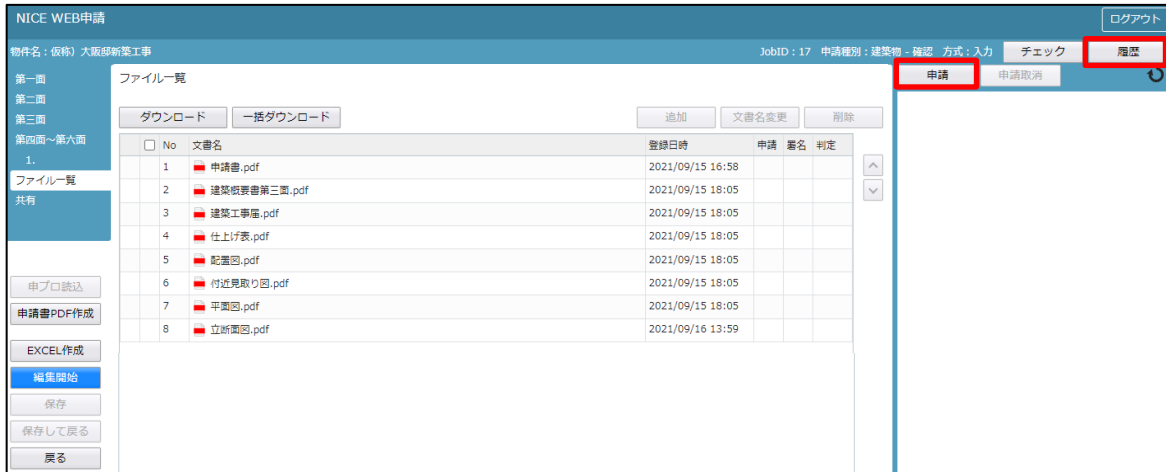 NICE WEB申請
ログアウト
物件名：仮称）大阪邸新築工事
JobID：17 申請種別：建築物 - 確認 方式：入力
チェック
履歴
第一面
第二面
第三面
第四面～第六面
1.
ファイル一覧
共有
申プロ読込
申請書PDF作成
EXCEL作成
編集開始
保存
保存して戻る
戻る
ファイル一覧
ダウンロード 一括ダウンロード 追加 文書名変更 削除
No 文書名 登録日時 申請 署名 判定
1 申請書.pdf 2021/09/15 16:58
2 建築概要書第三面.pdf 2021/09/15 18:05
3 建築工事届.pdf 2021/09/15 18:05
4 仕上げ表.pdf 2021/09/15 18:05
5 配置図.pdf 2021/09/15 18:05
6 付近見取り図.pdf 2021/09/15 18:05
7 平面図.pdf 2021/09/15 18:05
8 立断面図.pdf 2021/09/16 13:59
申請 申請取消